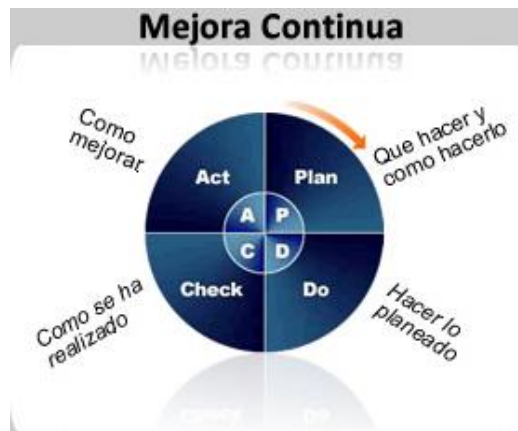 Mejora Continua
Como
mejorar
Que hacer y
como hacerlo
Act
Plan
A
P
C
D
Check
Do
Como se ha
realizado
Hacer lo
planeado